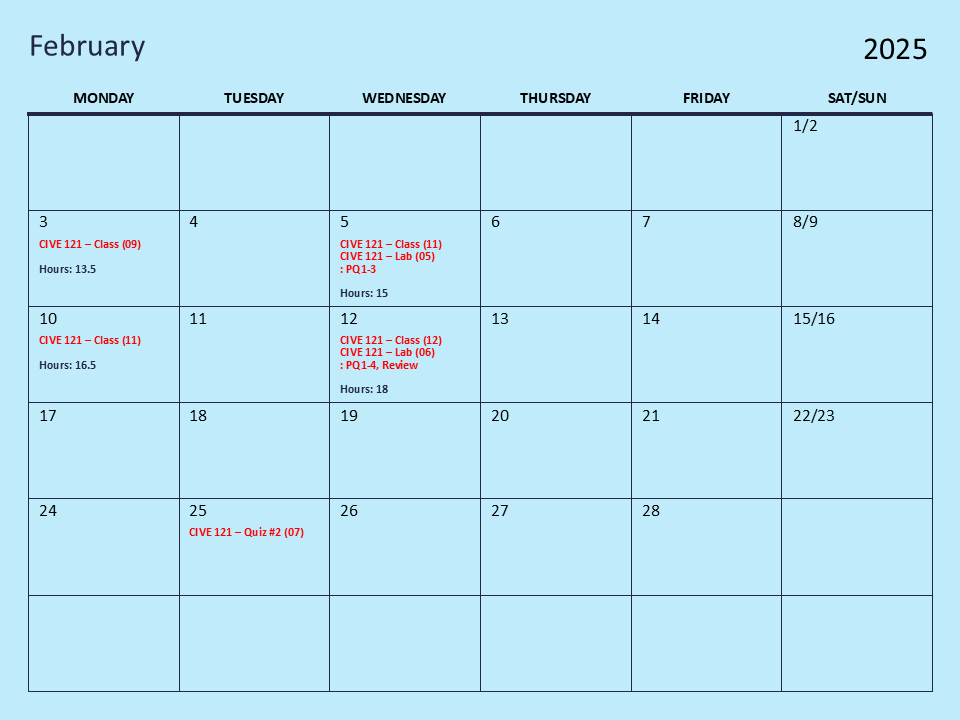 February
2025
MONDAY TUESDAY WEDNESDAY THURSDAY FRIDAY SAT/SUN
1/2
3
CIVE 121 – Class (09)
Hours: 13.5
4
5
CIVE 121 – Class (11)
CIVE 121 – Lab (05)
: PQ1-3
Hours: 15
6
7
8/9
10
CIVE 121 – Class (11)
Hours: 16.5
11
12
CIVE 121 – Class (12)
CIVE 121 – Lab (06)
: PQ1-4, Review
Hours: 18
13
14
15/16
17
18
19
20
21
22/23
24
25
CIVE 121 – Quiz #2 (07)
26
27
28